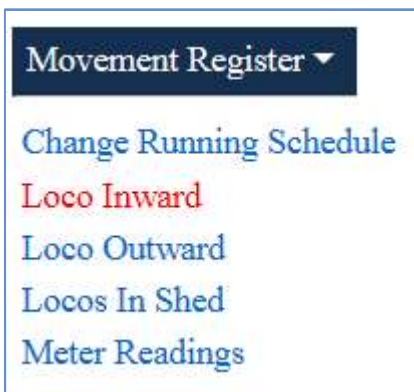 Movement Register
Change Running Schedule
Loco Inward
Loco Outward
Locos In Shed
Meter Readings